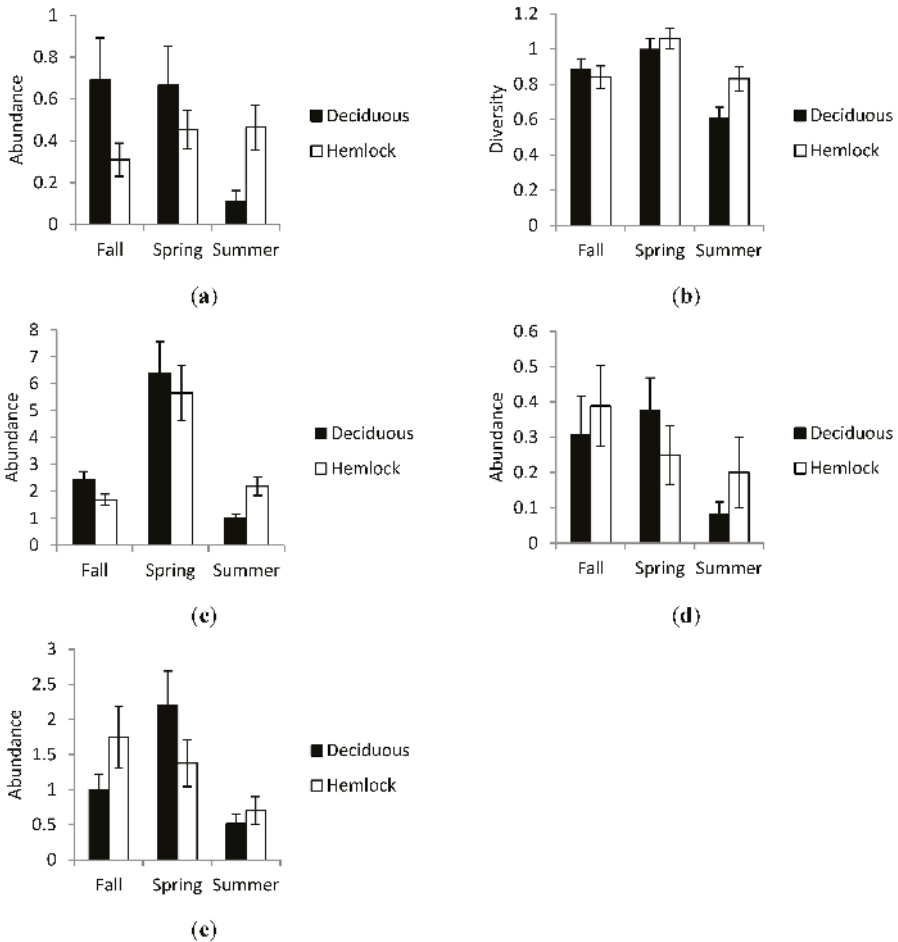 Abundance
1
0.8
0.6
0.4
0.2
0
Fall Spring Summer
Deciduous
Hemlock
(a)
Diversity
1.2
1
0.8
0.6
0.4
0.2
0
Fall Spring Summer
Deciduous
Hemlock
(b)
Abundance
8
7
6
5
4
3
2
1
0
Fall Spring Summer
Deciduous
Hemlock
(c)
Abundance
0.6
0.5
0.4
0.3
0.2
0.1
0
Fall Spring Summer
Deciduous
Hemlock
(d)
Abundance
3
2.5
2
1.5
1
0.5
0
Fall Spring Summer
Deciduous
Hemlock
(e)